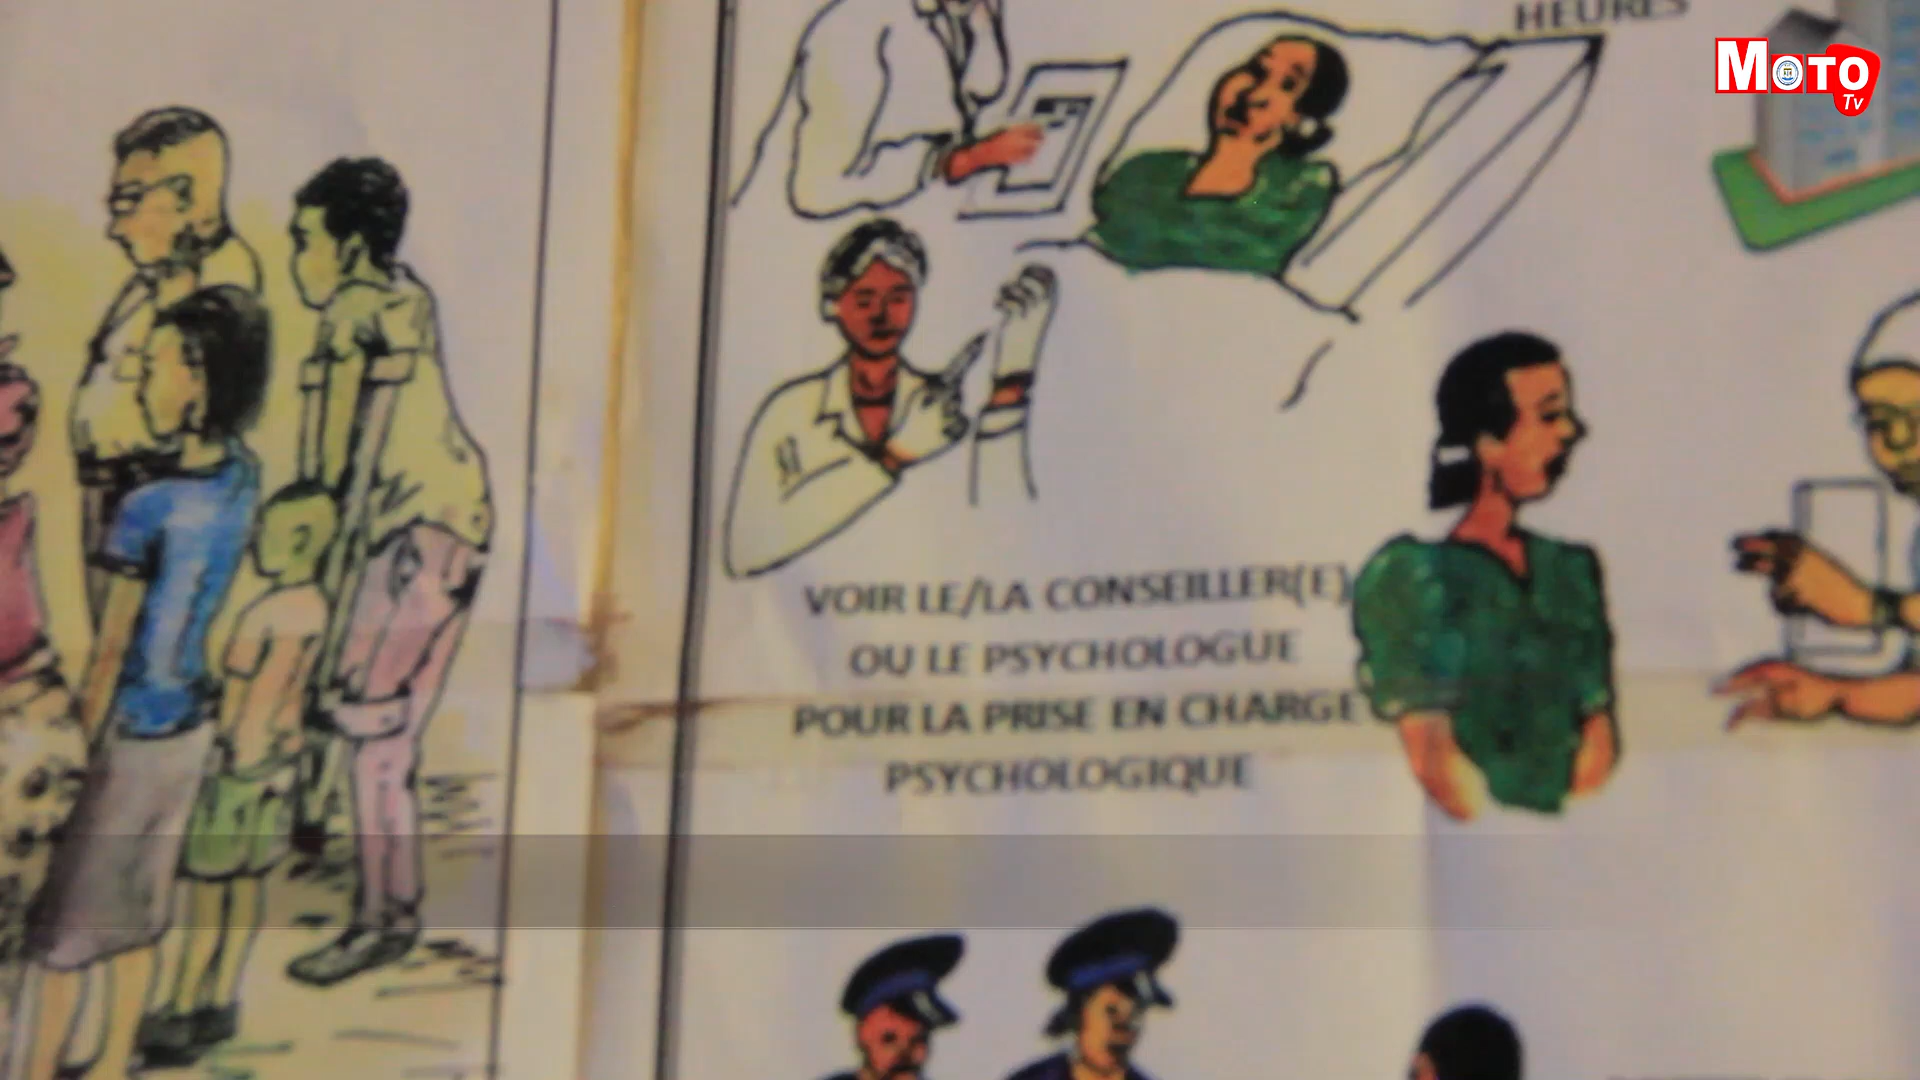 HEURES
MOTO
Tv
VOIR LE/LA CONSEILLER(E)
OU LE PSYCHOLOGUE
POUR LA PRISE EN CHARGE
PSYCHOLOGIQUE